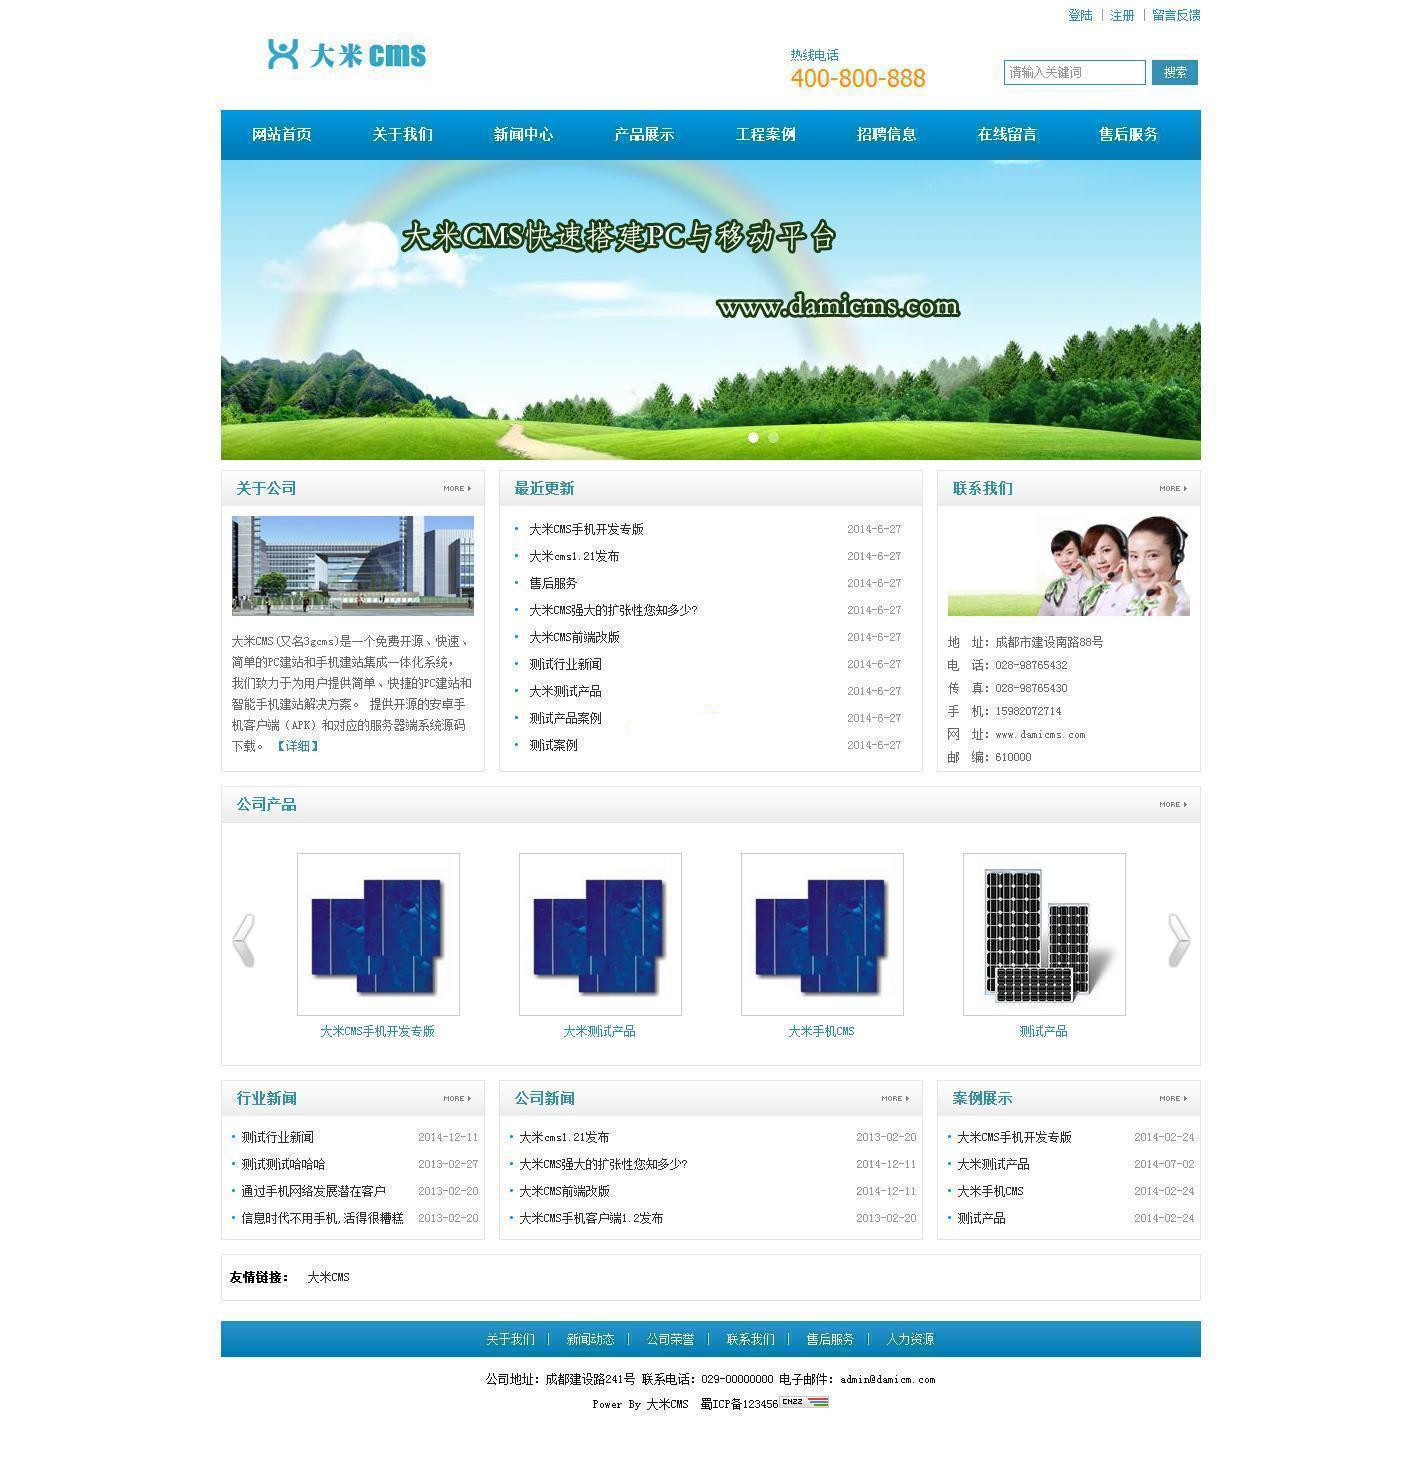 登陆 | 注册 | 留言反馈
大米cms
热线电话
400-800-888
请输入关键词 搜索
网站首页 关于我们 新闻中心 产品展示 工程案例 招聘信息 在线留言 售后服务
大米CMS快速搭建PC与移动平台
www.damicms.com
关于公司 MORE
大米CMS(又名3gcms)是一个免费开源、快速、
简单的PC建站和手机建站集成一体化系统，
我们致力于为用户提供简单、快捷的PC建站和
智能手机建站解决方案。 提供开源的安卓手
机客户端（APK）和对应的服务器端系统源码
下载。 【详细】
最近更新
大米CMS手机开发专版 2014-6-27
大米cms1.21发布 2014-6-27
售后服务 2014-6-27
大米CMS强大的扩张性您知多少? 2014-6-27
大米CMS前端改版 2014-6-27
测试行业新闻 2014-6-27
大米测试产品 2014-6-27
测试产品案例 2014-6-27
测试案例 2014-6-27
联系我们 MORE
地 址：成都市建设南路88号
电 话：028-98765432
传 真：028-98765430
手 机：15982072714
网 址：www.damicms.com
邮 编：610000
公司产品 MORE
大米CMS手机开发专版 大米测试产品 大米手机CMS 测试产品
行业新闻 MORE
测试行业新闻 2014-12-11
测试测试哈哈哈 2013-02-27
通过手机网络发展潜在客户 2013-02-20
信息时代不用手机,活得很糟糕 2013-02-20
公司新闻 MORE
大米cms1.21发布 2013-02-20
大米CMS强大的扩张性您知多少? 2014-12-11
大米CMS前端改版 2014-12-11
大米CMS手机客户端1.2发布 2013-02-20
案例展示 MORE
大米CMS手机开发专版 2014-02-24
大米测试产品 2014-07-02
大米手机CMS 2014-02-24
测试产品 2014-02-24
友情链接： 大米CMS
关于我们 | 新闻动态 | 公司荣誉 | 联系我们 | 售后服务 | 人力资源
公司地址：成都建设路241号 联系电话：029-00000000 电子邮件：admin@damicm.com
Power By 大米CMS 蜀ICP备123456 CNZZ